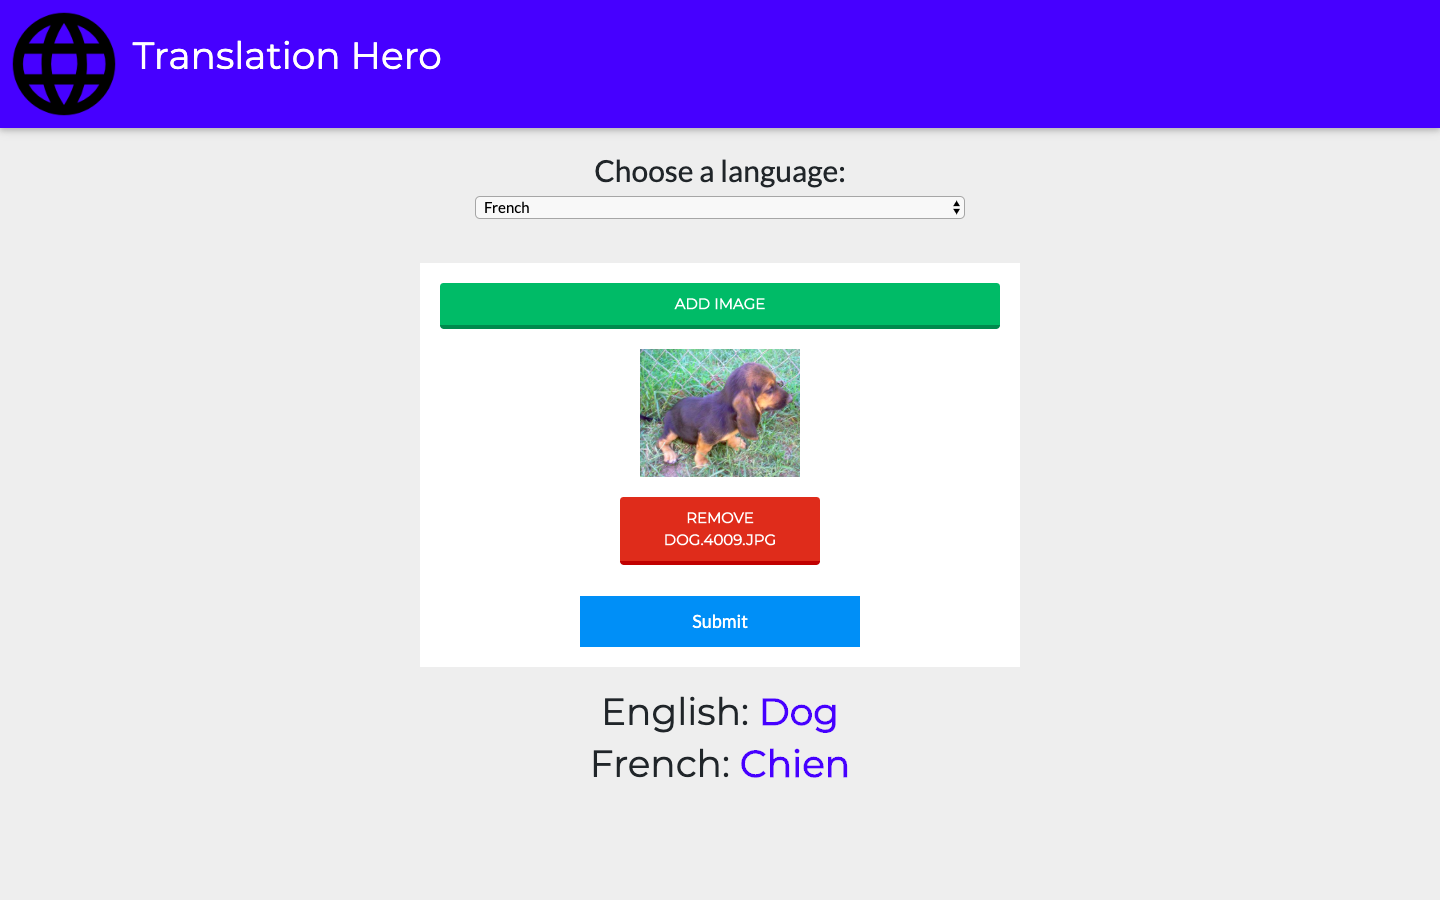 Translation Hero
Choose a language:
French
ADD IMAGE
REMOVE
DOG.4009.JPG
Submit
English: Dog
French: Chien